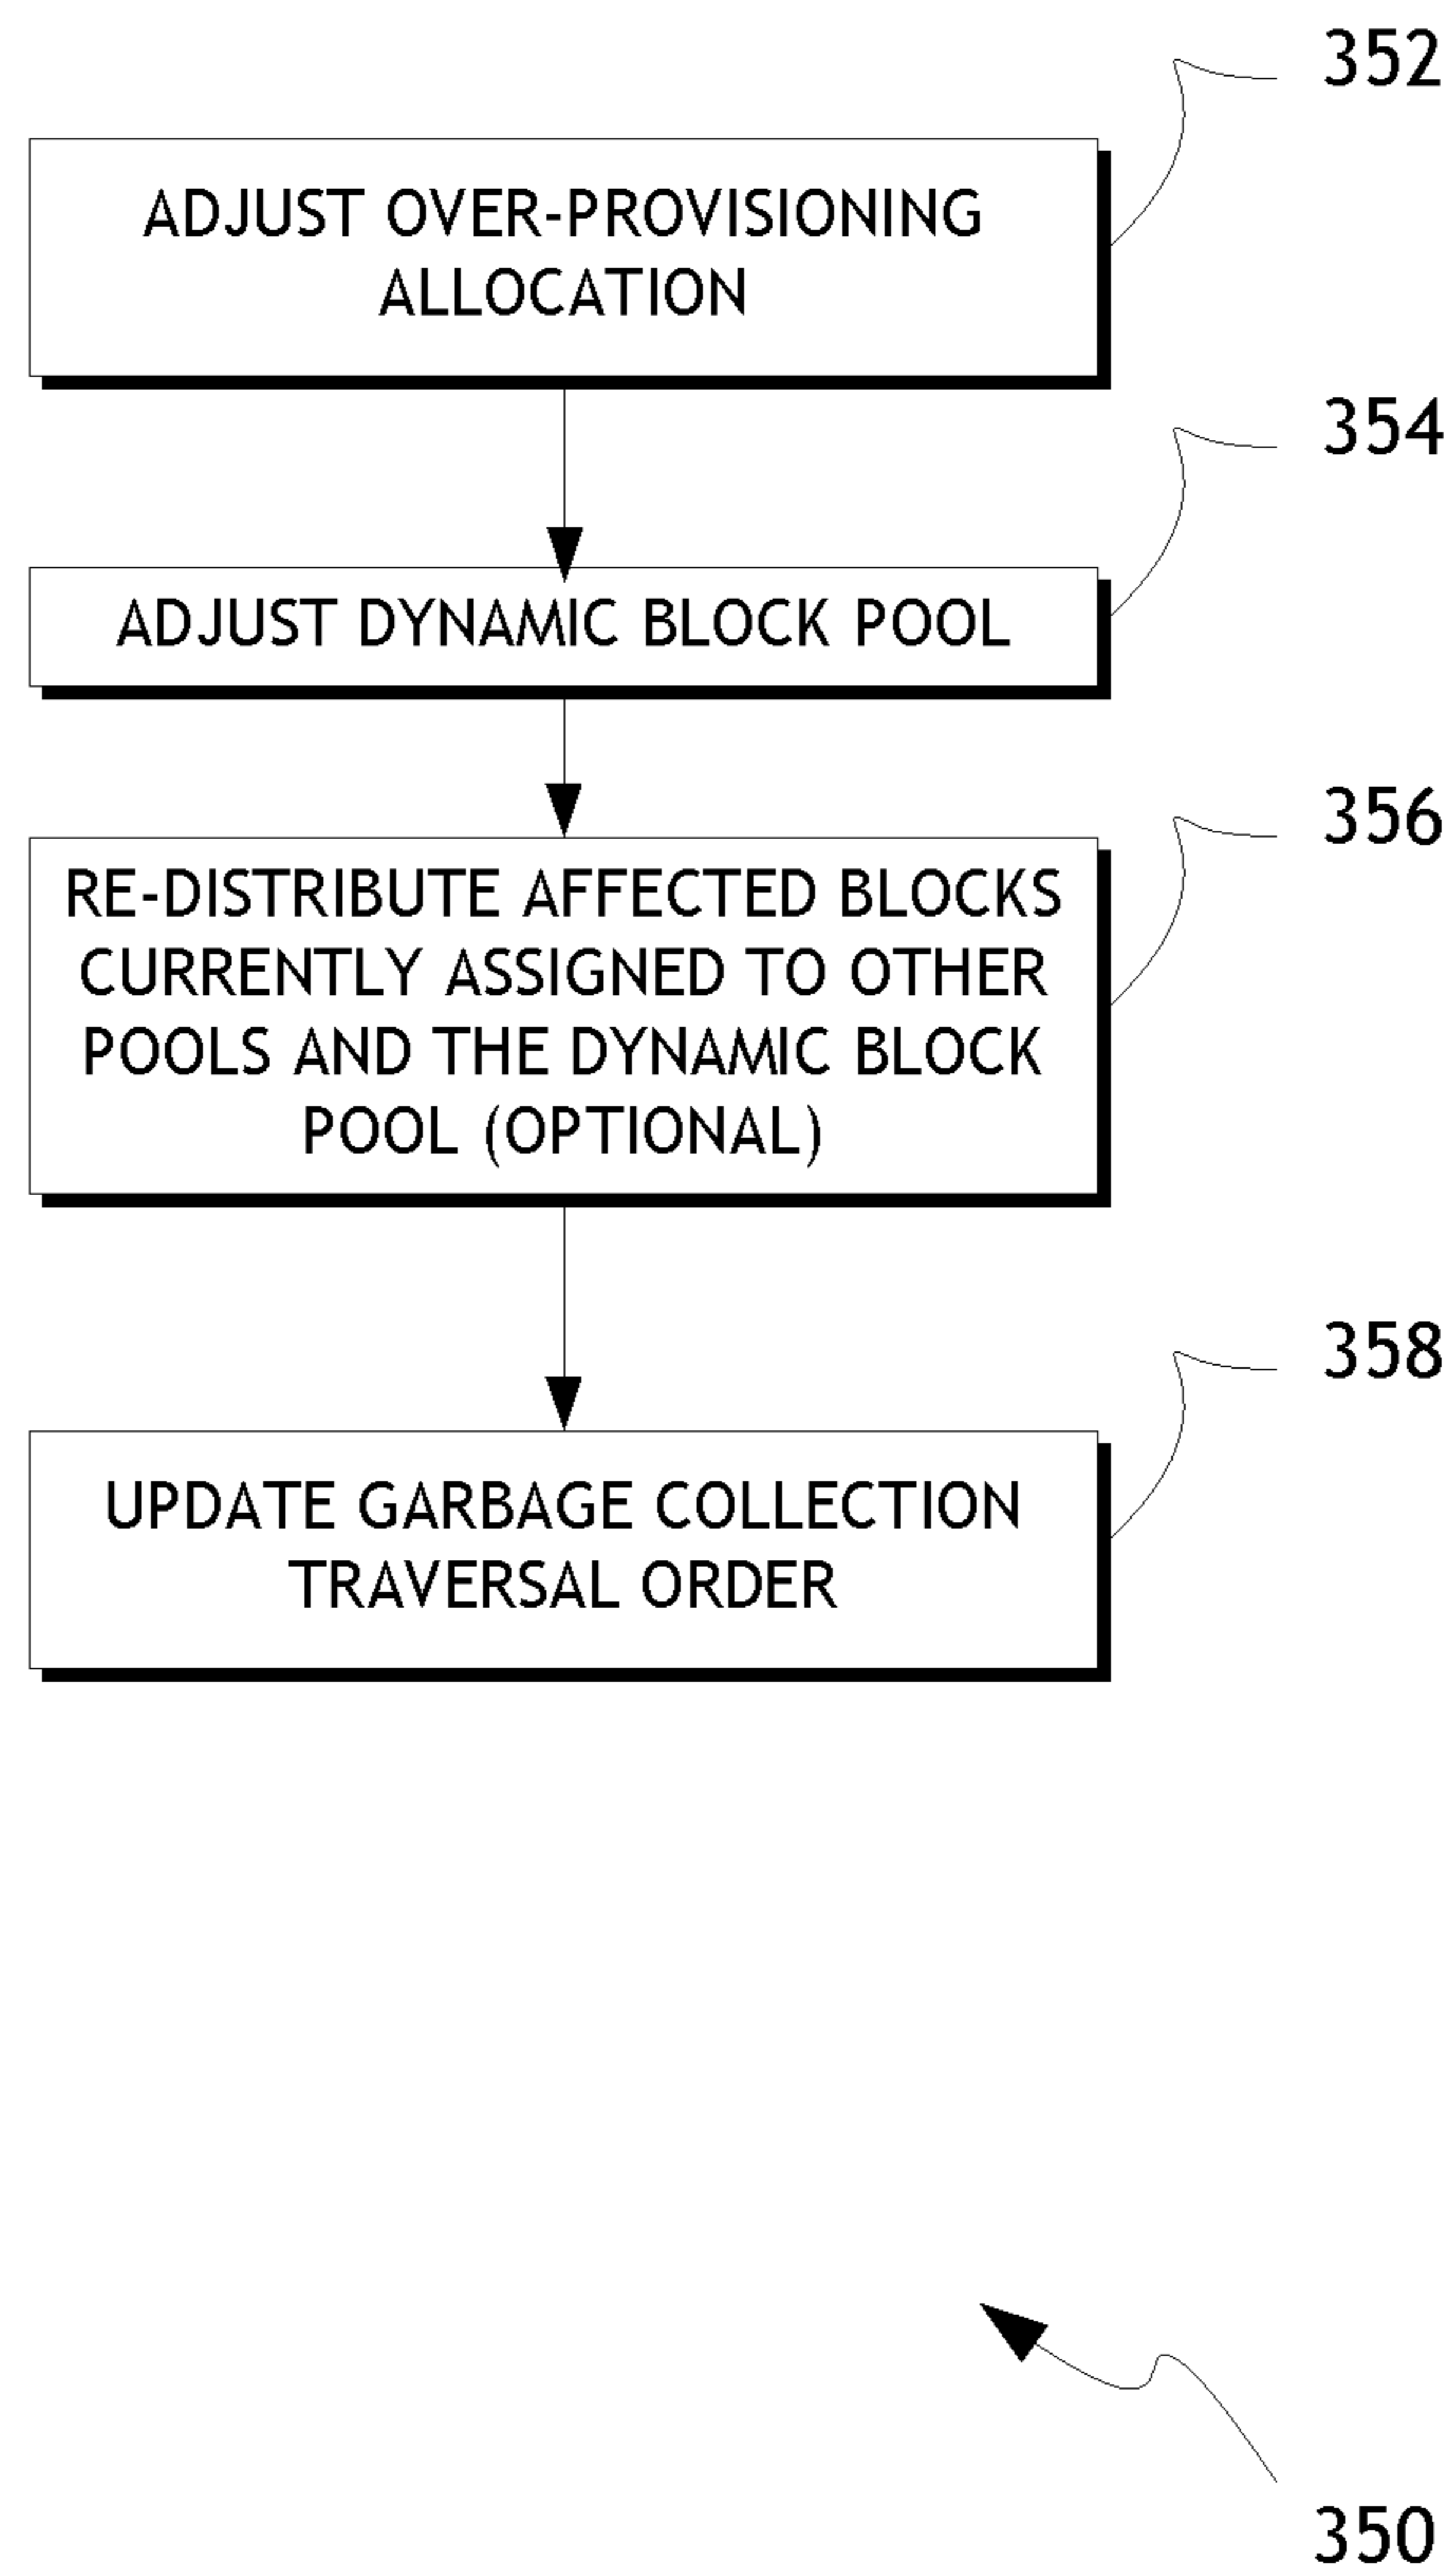 352
ADJUST OVER-PROVISIONING
ALLOCATION
354
ADJUST DYNAMIC BLOCK POOL
356
RE-DISTRIBUTE AFFECTED BLOCKS
CURRENTLY ASSIGNED TO OTHER
POOLS AND THE DYNAMIC BLOCK
POOL (OPTIONAL)
358
UPDATE GARBAGE COLLECTION
TRAVERSAL ORDER
350